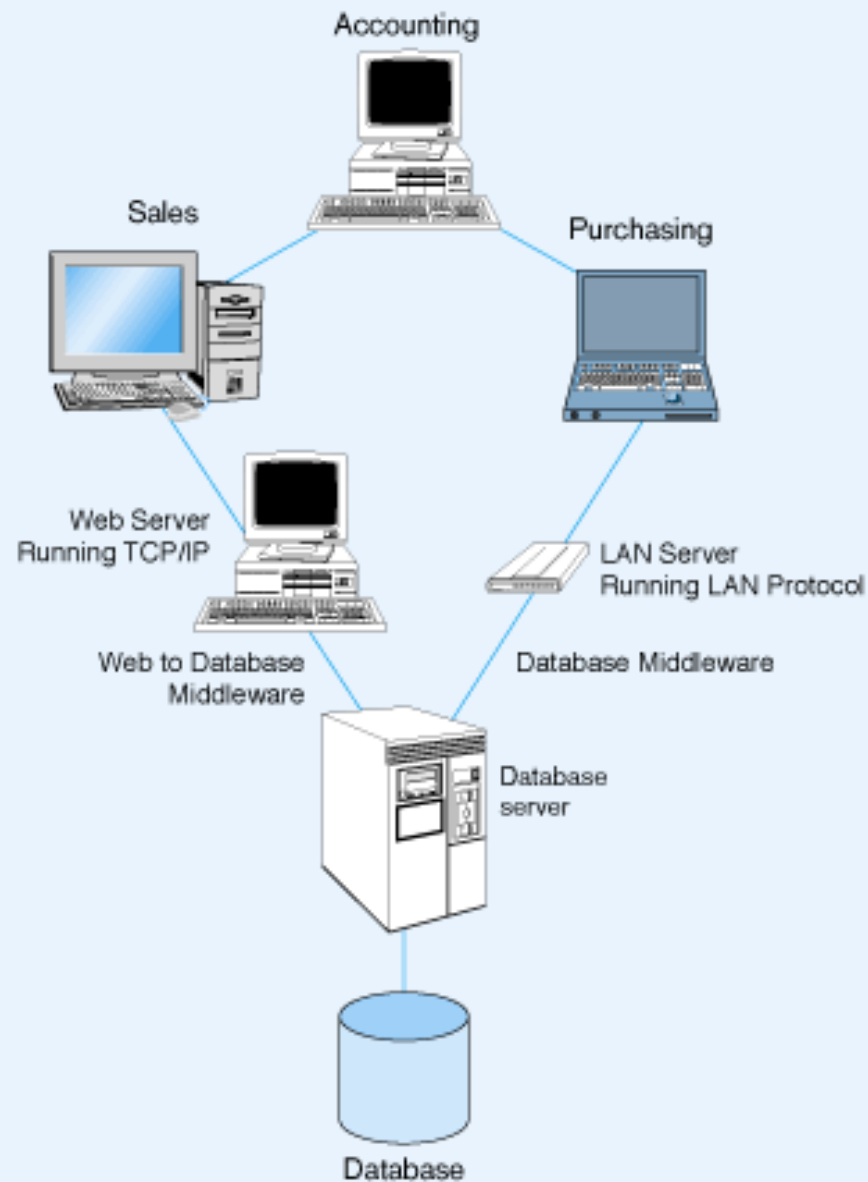 Accounting
Sales
Purchasing
Web Server
Running TCP/IP
LAN Server
Running LAN Protocol
Web to Database
Middleware
Database Middleware
Database
server
Database